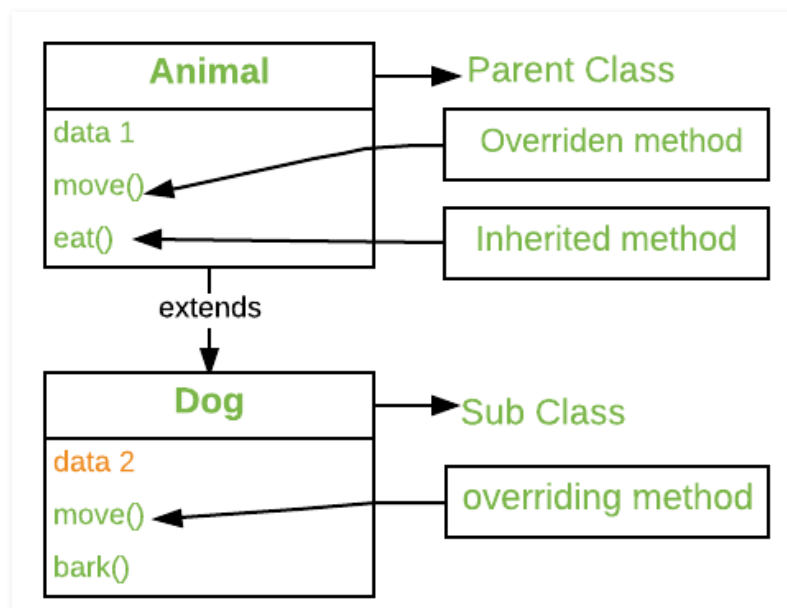 Animal
Parent Class
data 1
Overriden method
move()
eat()
Inherited method
extends
Dog
Sub Class
data 2
move()
overriding method
bark()